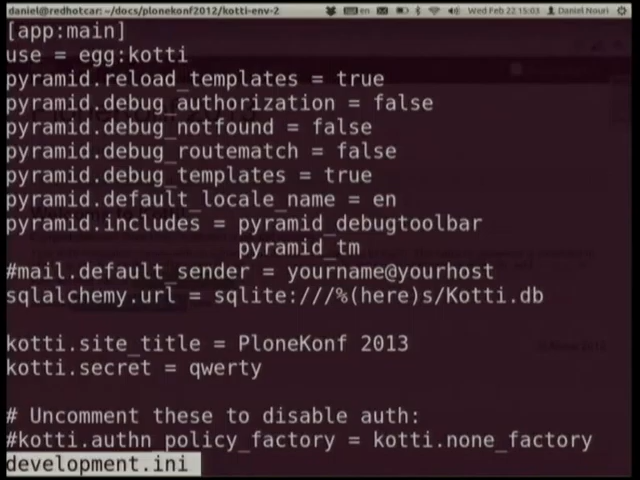 daniel@redhotcar:~/docs/plonekonf2012/kotti-env-2
en Wed Feb 22 15:03 Daniel Nouri
[app:main]
use = egg:kotti
pyramid.reload_templates = true
pyramid.debug_authorization = false
pyramid.debug_notfound = false
pyramid.debug_routematch = false
pyramid.debug_templates = true
pyramid.default_locale_name = en
pyramid.includes = pyramid_debugtoolbar
pyramid_tm
#mail.default_sender = yourname@yourhost
sqlalchemy.url = sqlite:///%(here)s/Kotti.db
kotti.site_title = PloneKonf 2013
kotti.secret = qwerty
# Uncomment these to disable auth:
#kotti.authn_policy_factory = kotti.none_factory
development.ini